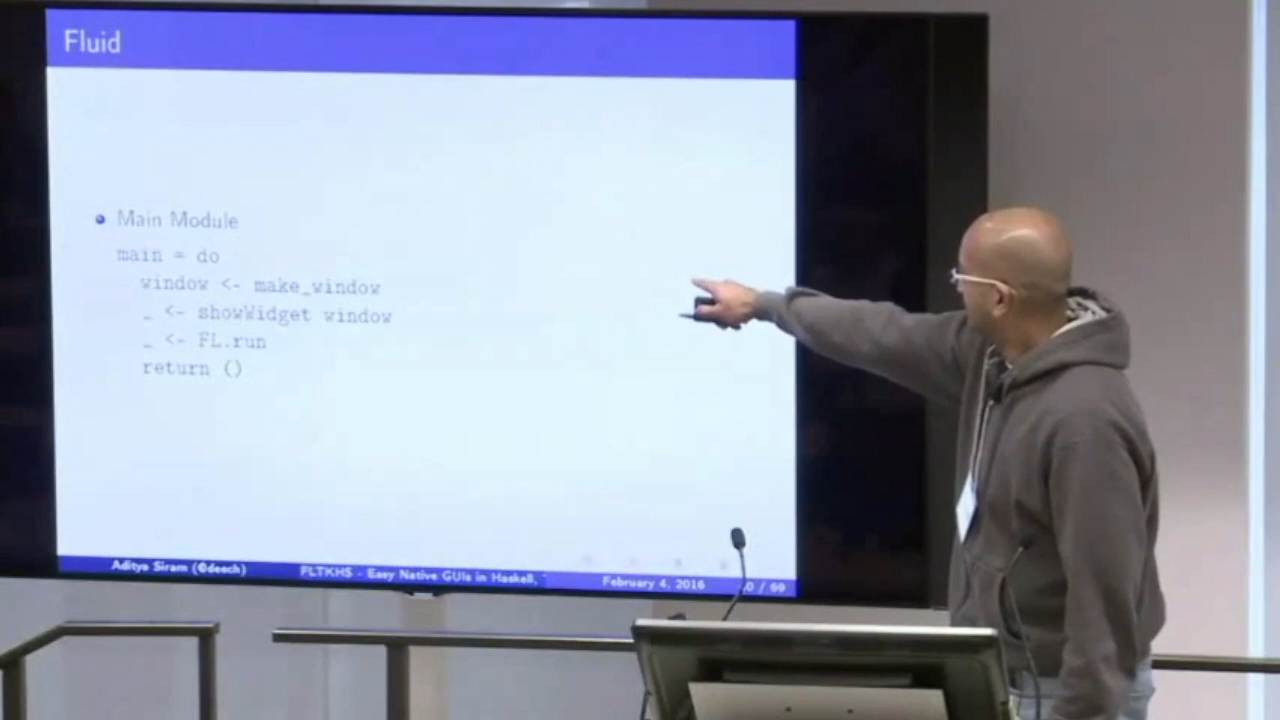 Fluid
Main Module
main = do
window <- make_window
_ <- showWidget window
_ <- FL.run
return ()
Aditya Siram (@deech) FLTKHS - Easy Native GUIs in Haskell, February 4, 2016 / 69